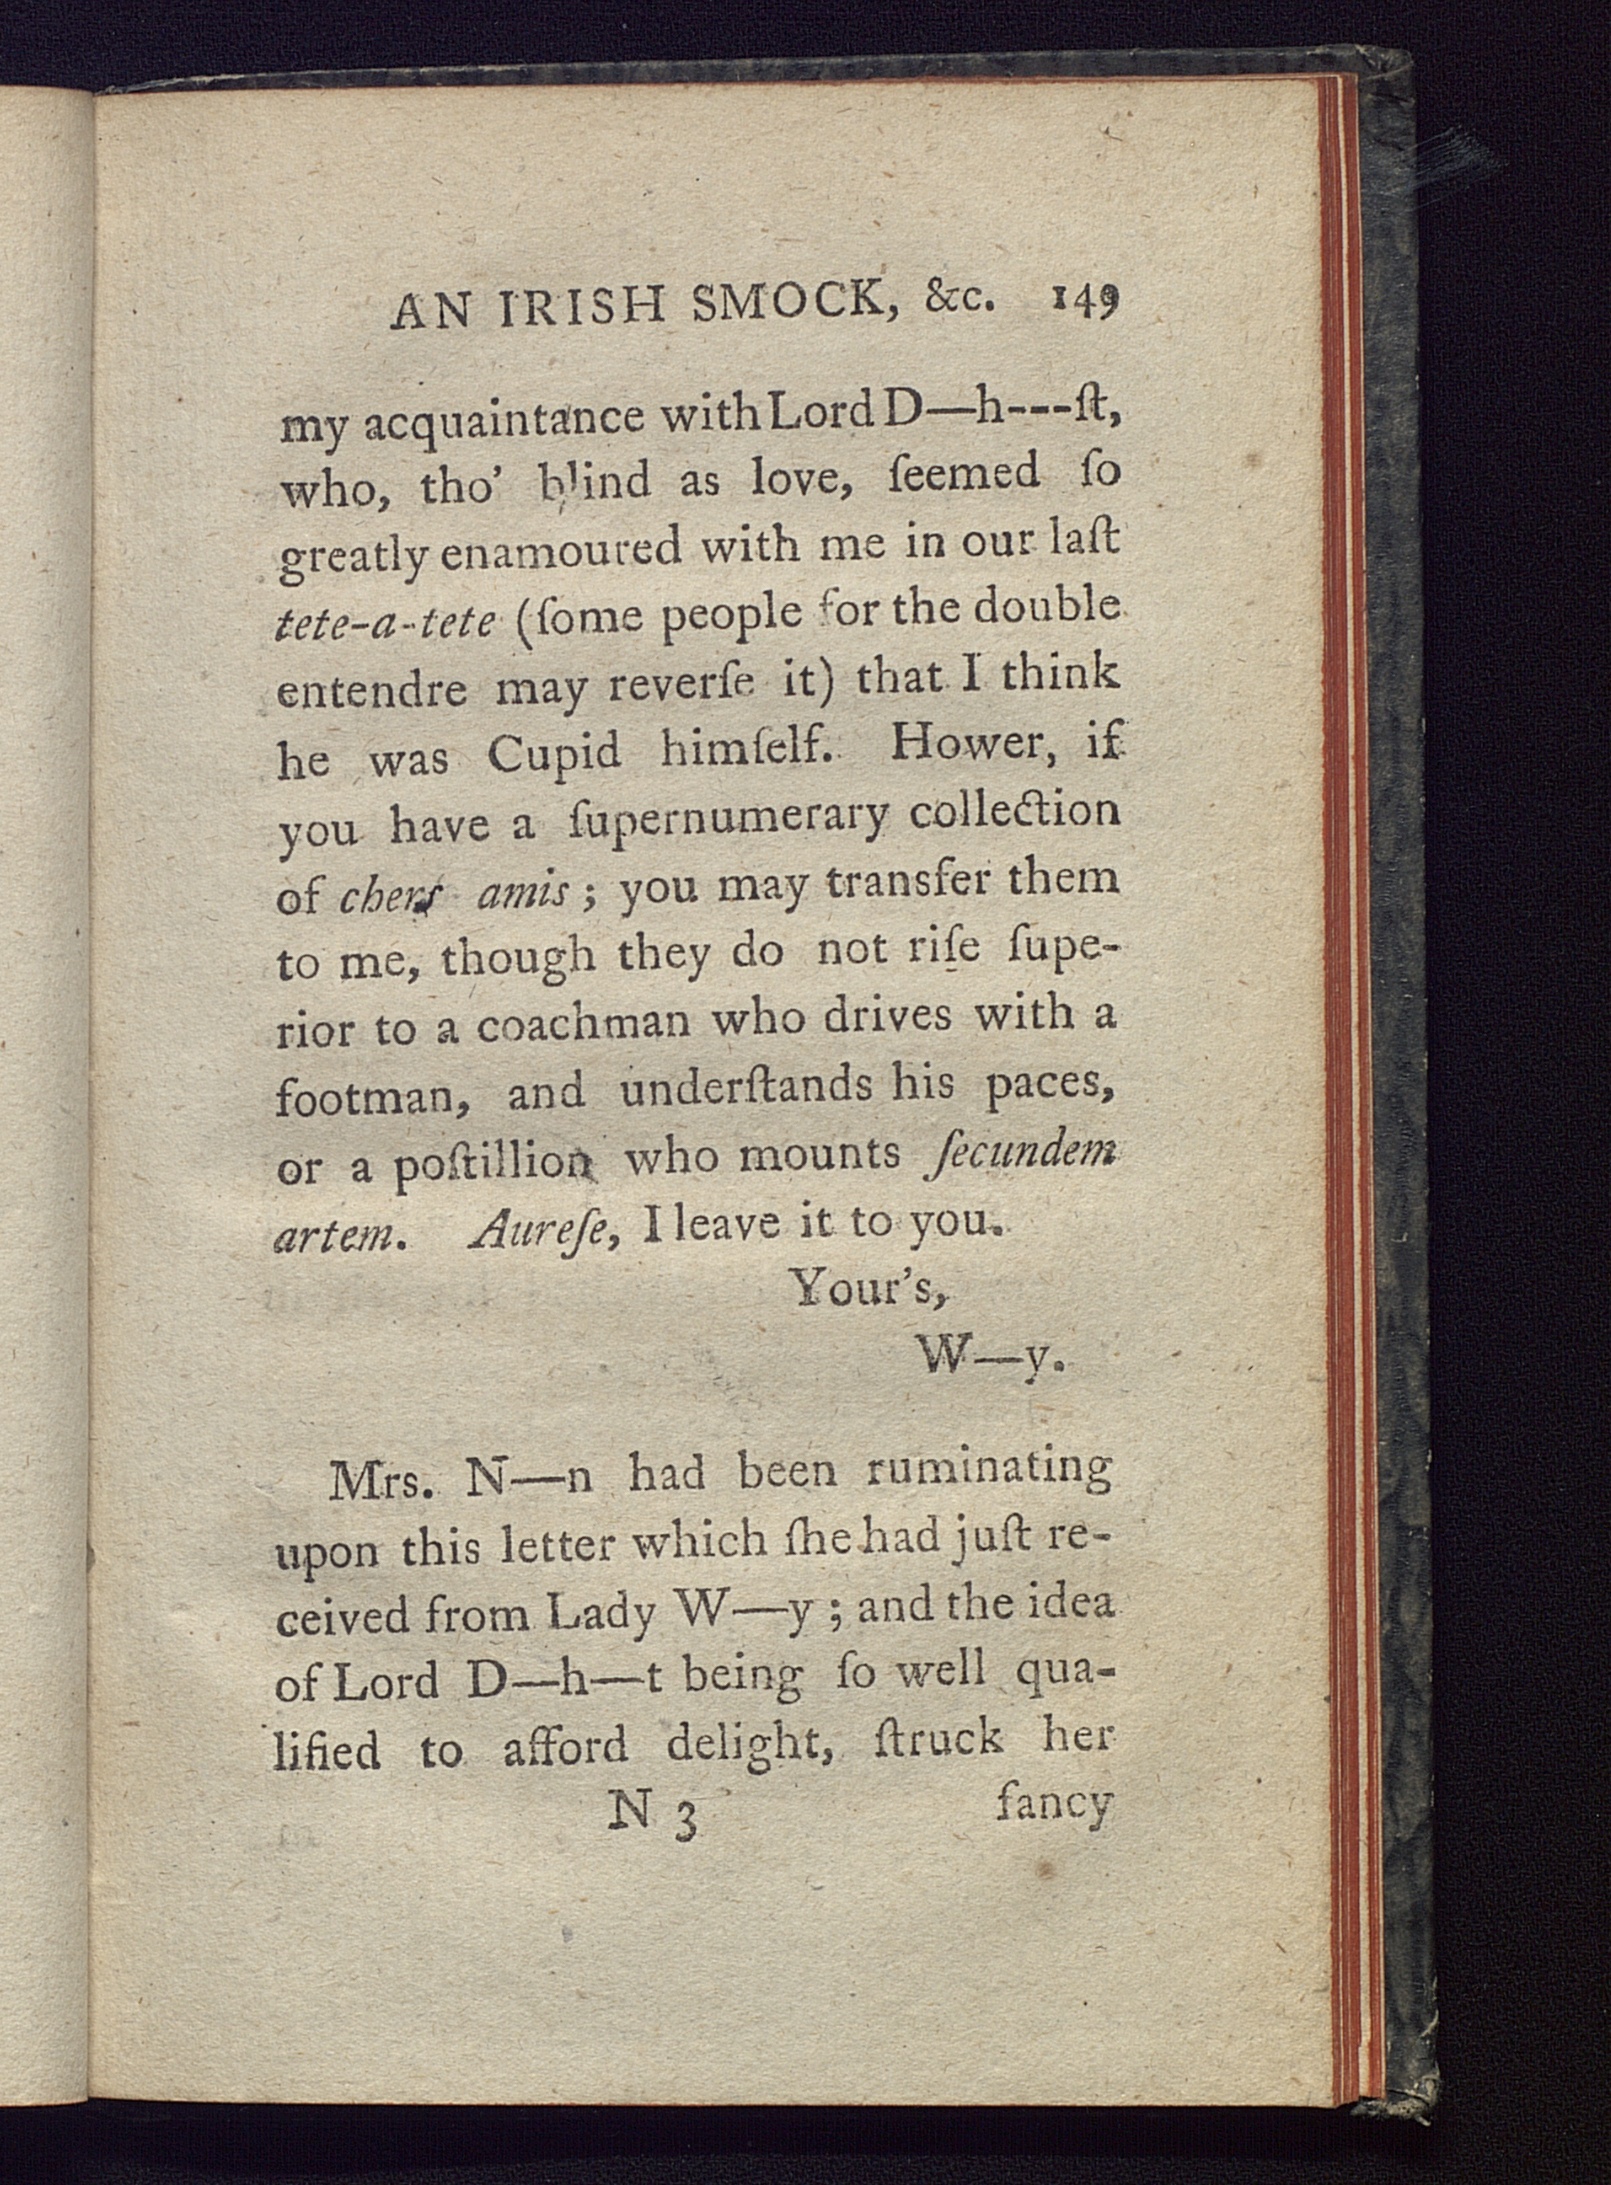 AN IRISH SMOCK, &c. 149
my acquaintance with Lord D—h---ſt,
who, tho' blind as love, ſeemed ſo
greatly enamoured with me in our laſt
tete-a-tete (ſome people for the double
entendre may reverſe it) that I think
he was Cupid himſelf. Hower, if
you have a ſupernumerary collection
of chers amis; you may transfer them
to me, though they do not riſe ſupe-
rior to a coachman who drives with a
footman, and underſtands his paces,
or a poſtillion who mounts ſecundem
artem. Aureſe, I leave it to you.
Your's,
W—y.
Mrs. N—n had been ruminating
upon this letter which ſhe had juſt re-
ceived from Lady W—y; and the idea
of Lord D—h—t being ſo well qua-
lified to afford delight, ſtruck her
N 3 fancy